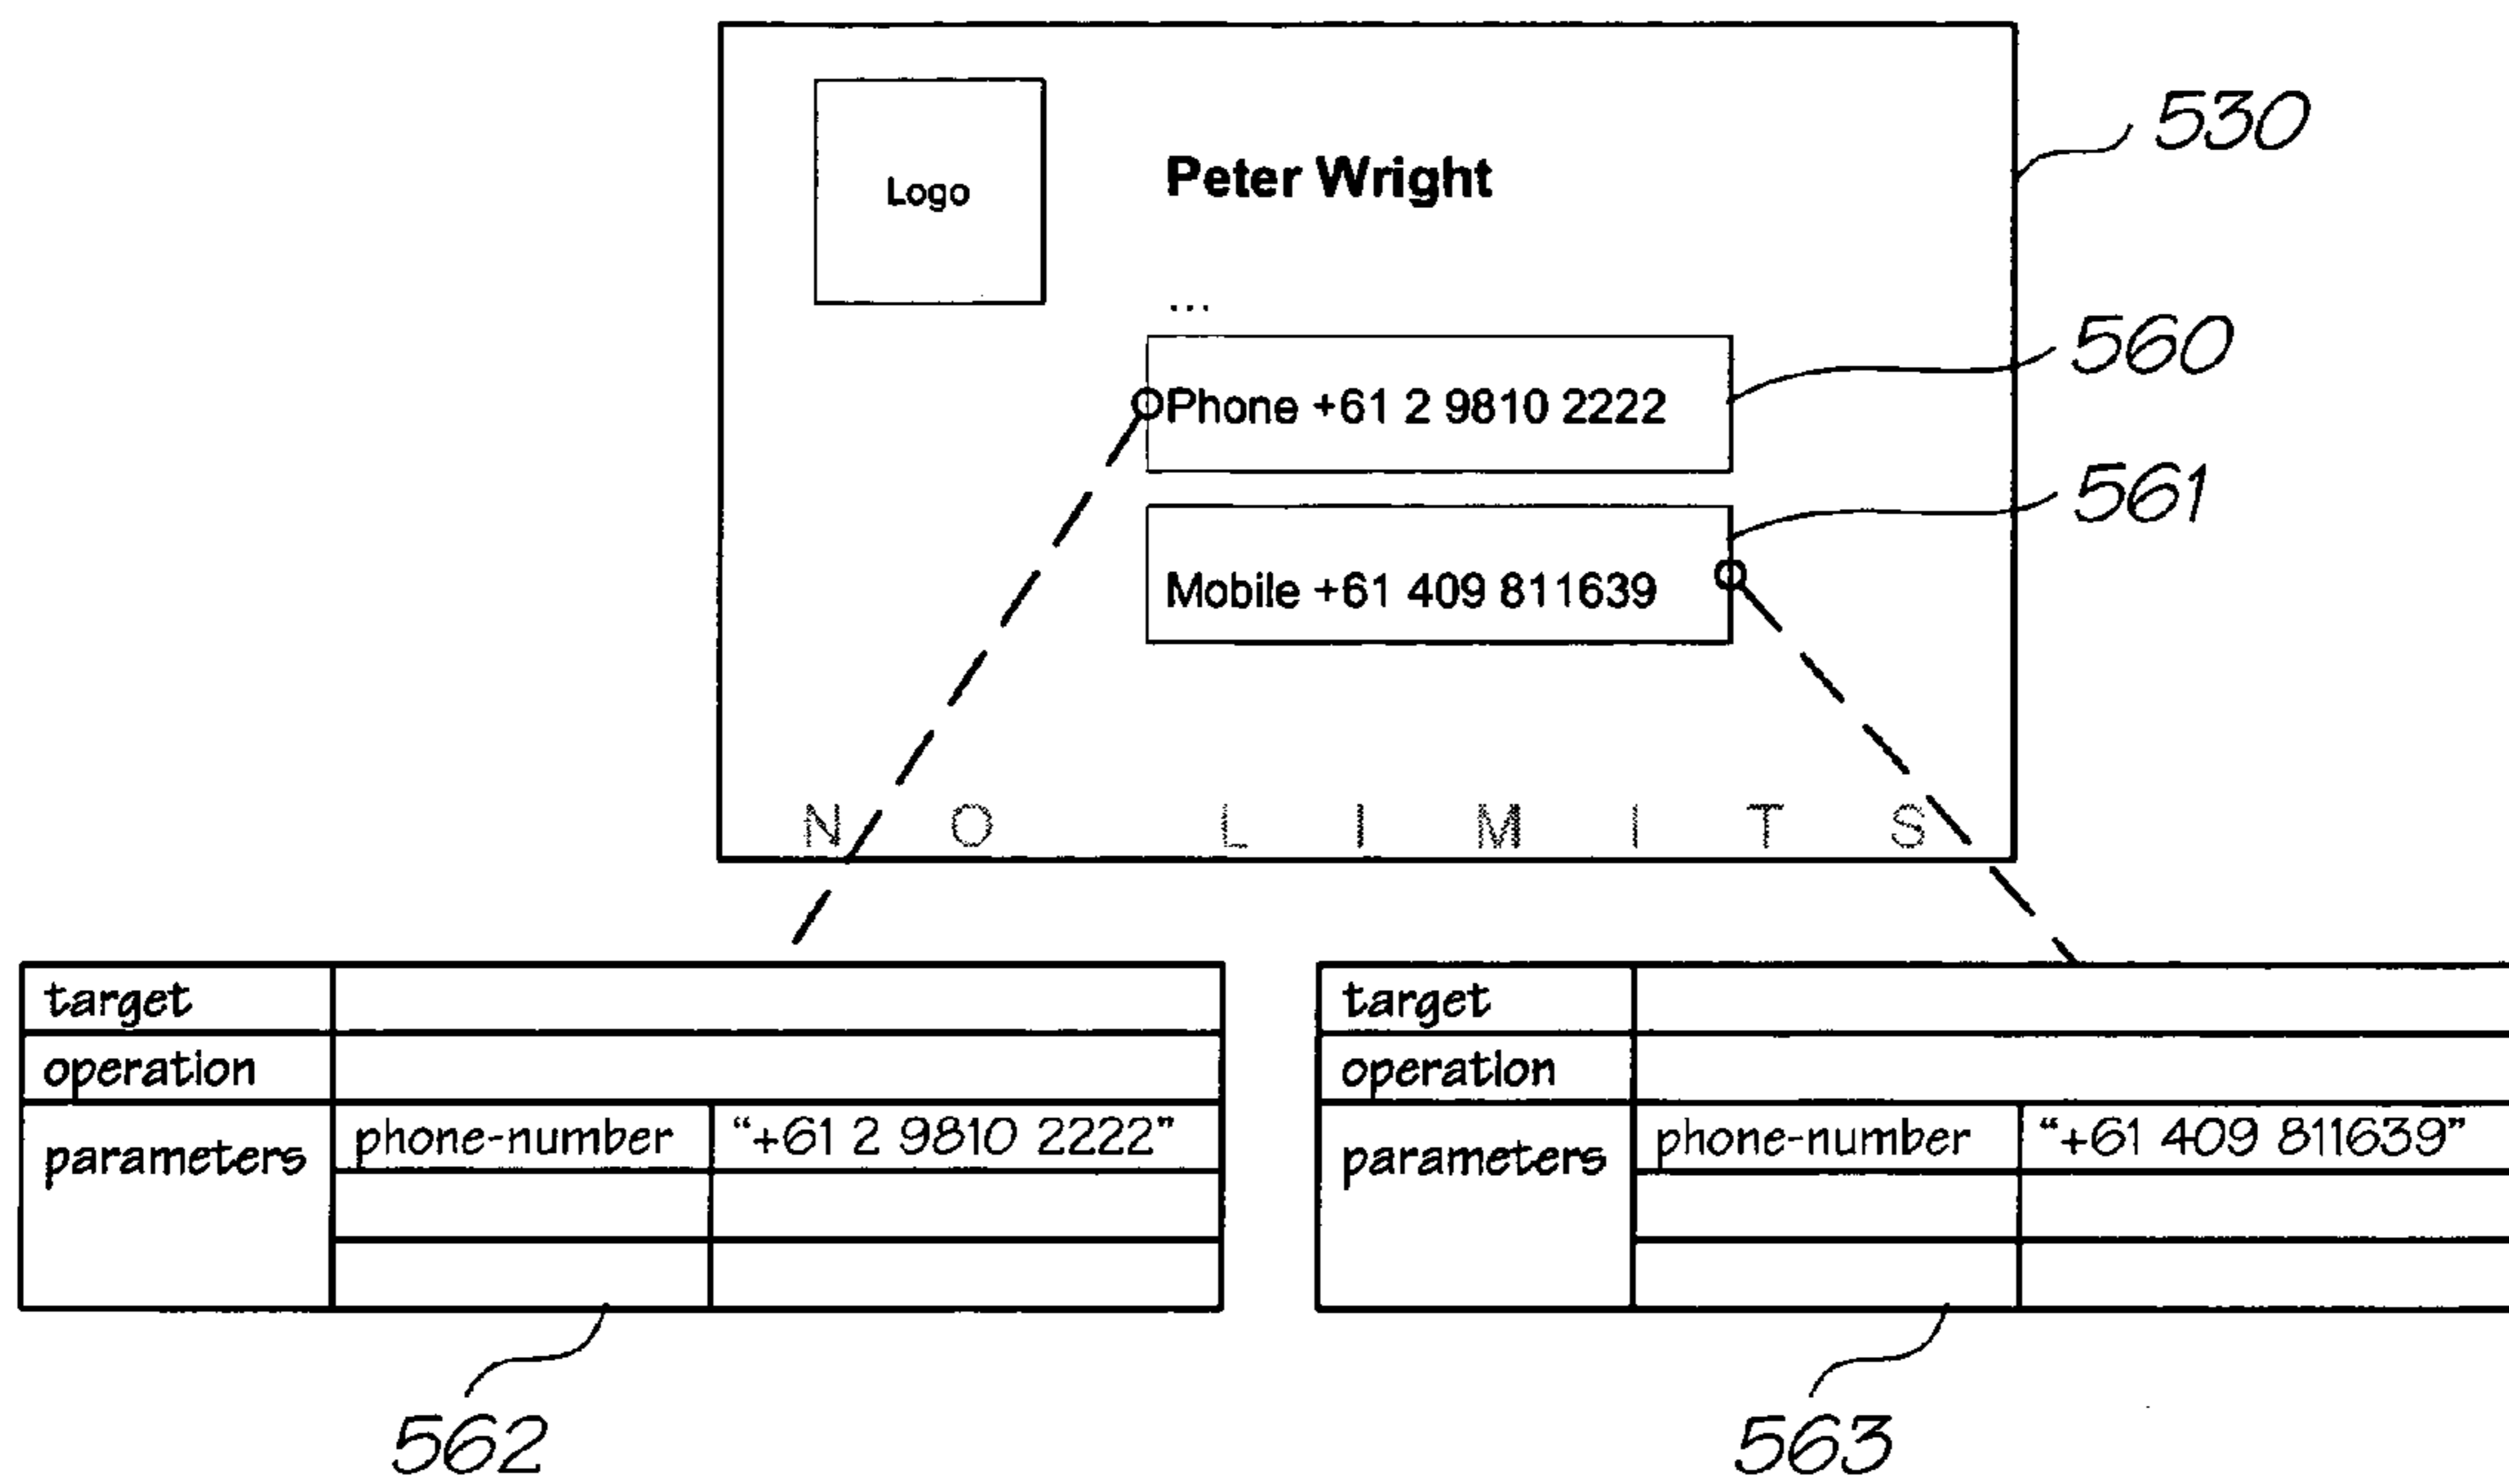 530
Logo
Peter Wright
...
560
Phone +61 2 9810 2222
561
Mobile +61 409 811639
N O L I M I T S
target
operation
parameters phone-number “+61 2 9810 2222”
562
target
operation
parameters phone-number “+61 409 811639”
563